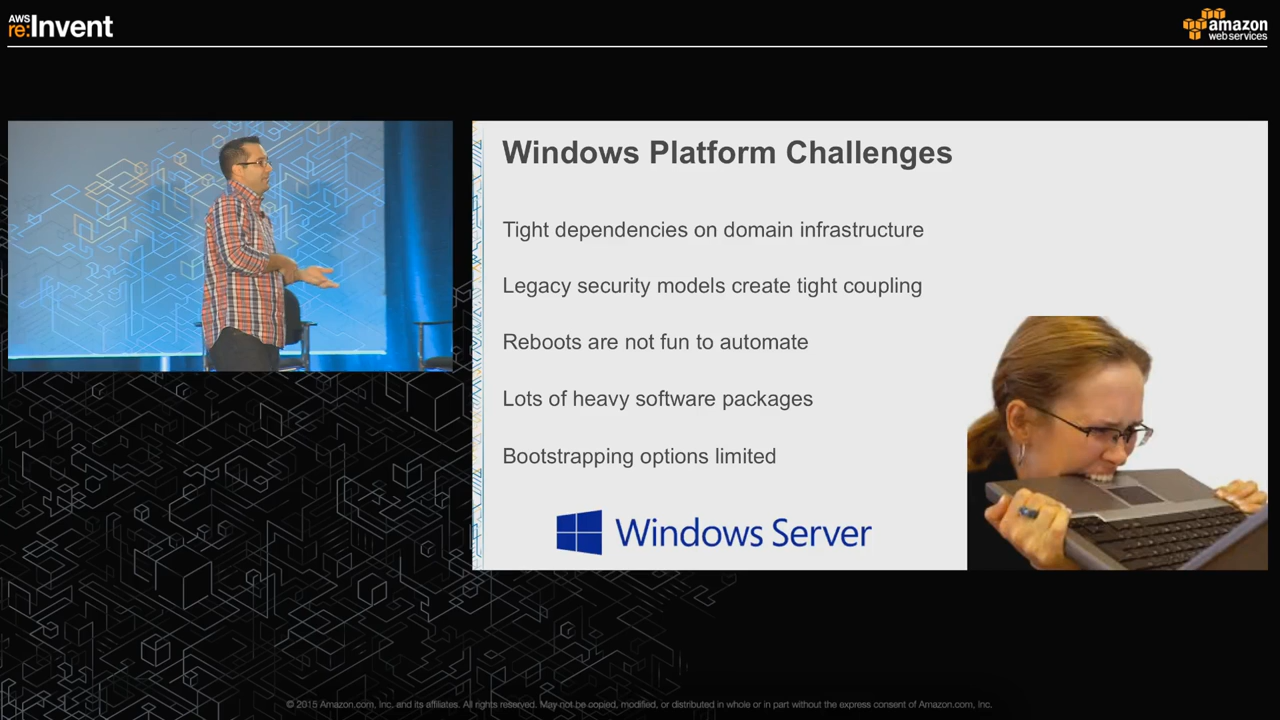 AWS
re:Invent
amazon
web services
Windows Platform Challenges
Tight dependencies on domain infrastructure
Legacy security models create tight coupling
Reboots are not fun to automate
Lots of heavy software packages
Bootstrapping options limited
Windows Server
© 2015 Amazon.com, Inc. and its affiliates. All rights reserved. May not be copied, modified, or distributed in whole or in part without the express consent of Amazon.com, Inc.